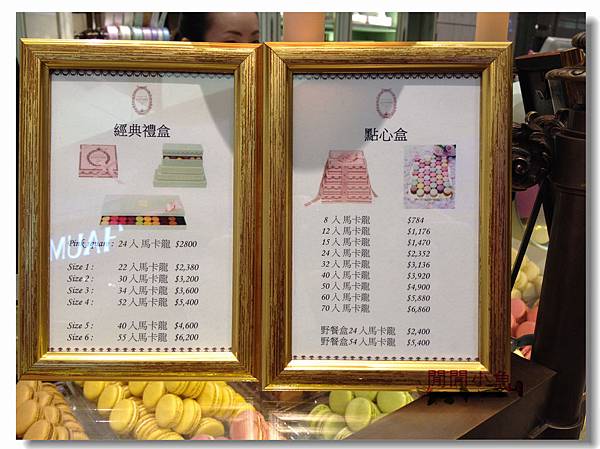 經典禮盒
Pink square : 24 入馬卡龍 $2800
Size 1 : 22 入馬卡龍 $2,380
Size 2 : 30 入馬卡龍 $3,200
Size 3 : 34 入馬卡龍 $3,600
Size 4 : 52 入馬卡龍 $5,400
Size 5 : 40 入馬卡龍 $4,600
Size 6 : 55 入馬卡龍 $6,200
MUAH
點心盒
8 入馬卡龍 $784
12 入馬卡龍 $1,176
15 入馬卡龍 $1,470
24 入馬卡龍 $2,352
32 入馬卡龍 $3,136
40 入馬卡龍 $3,920
50 入馬卡龍 $4,900
60 入馬卡龍 $5,880
70 入馬卡龍 $6,860
野餐盒24入馬卡龍 $2,400
野餐盒54入馬卡龍 $5,400